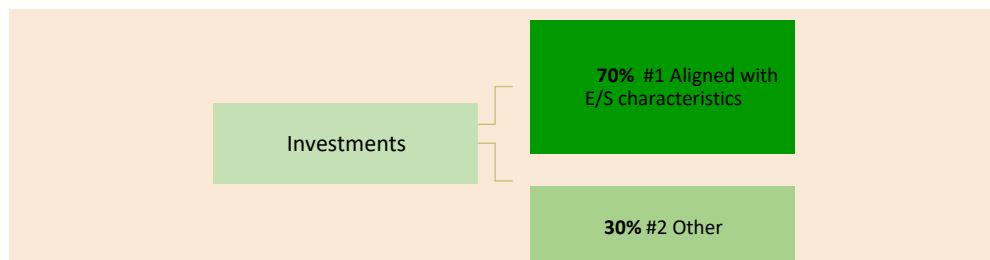 70% #1 Aligned with
E/S characteristics
Investments
30% #2 Other